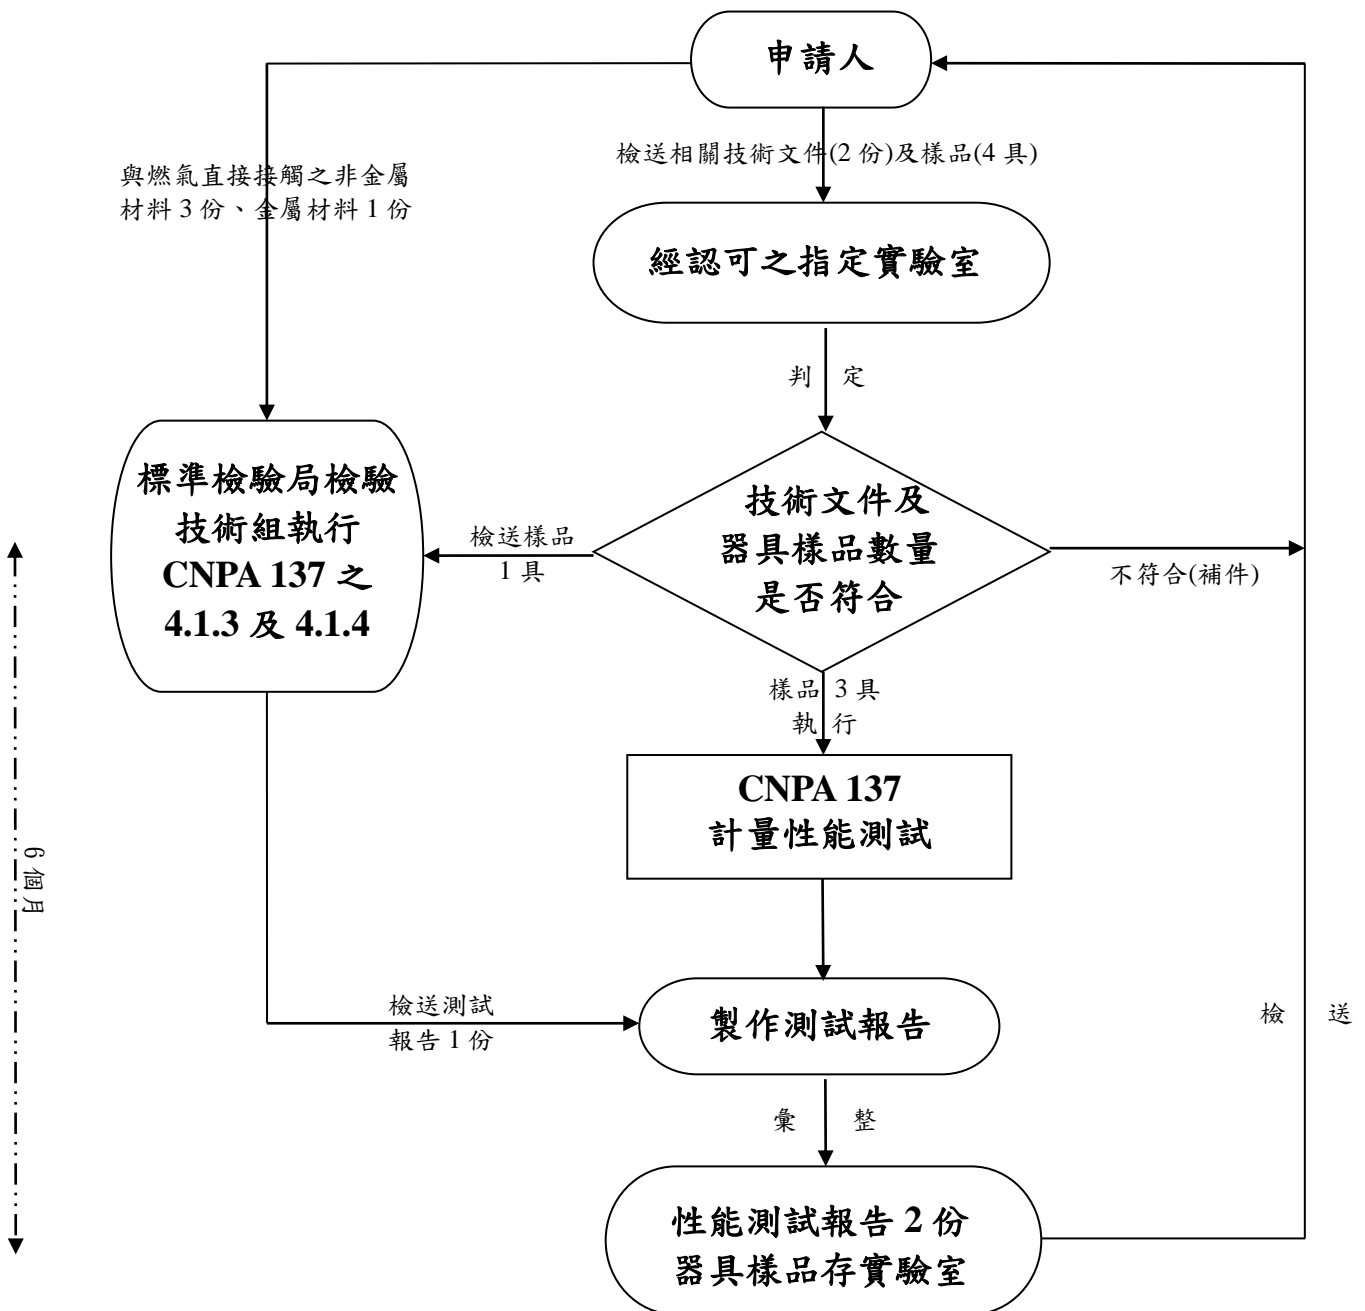 申請人
檢送相關技術文件(2 份)及樣品(4 具)
與燃氣直接接觸之非金屬
材料 3 份、金屬材料 1 份
經認可之指定實驗室
判 定
標準檢驗局檢驗
技術組執行
CNPA 137 之
4.1.3 及 4.1.4
檢送樣品
1 具
技術文件及
器具樣品數量
是否符合
不符合(補件)
樣品 3 具
執 行
CNPA 137
計量性能測試
6 個月
檢送測試
報告 1 份
製作測試報告
檢 送
彙 整
性能測試報告 2 份
器具樣品存實驗室